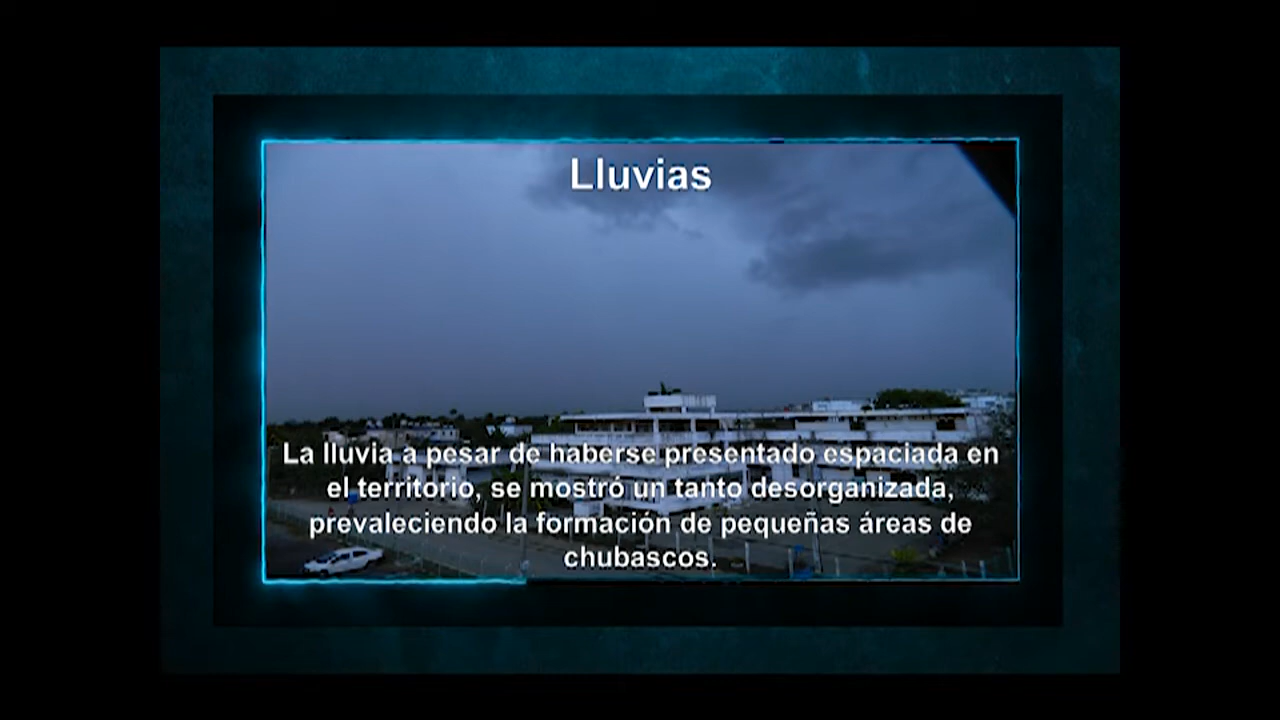 Lluvias
La lluvia a pesar de haberse presentado espaciada en
el territorio, se mostró un tanto desorganizada,
prevaleciendo la formación de pequeñas áreas de
chubascos.